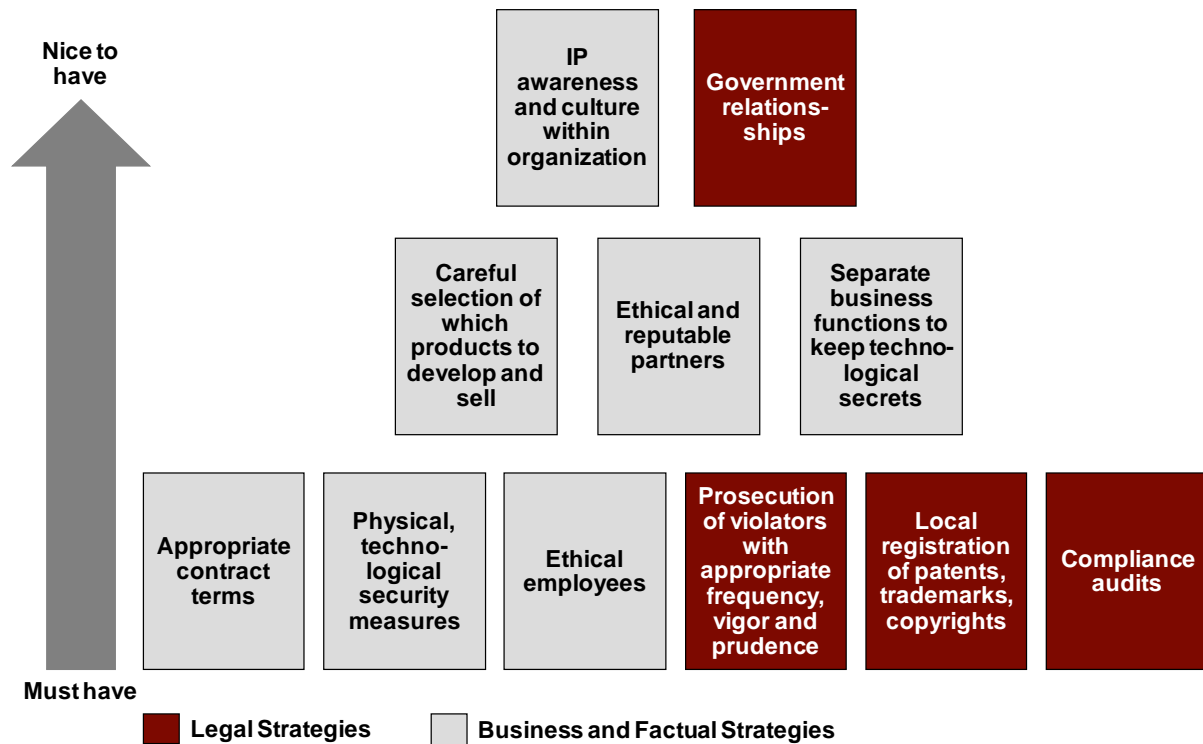 Nice to
have
IP
awareness
and culture
within
organization
Government
relations-
ships
Careful
selection of
which
products to
develop and
sell
Ethical and
reputable
partners
Separate
business
functions to
keep techno-
logical
secrets
Appropriate
contract
terms
Physical,
techno-
logical
security
measures
Ethical
employees
Prosecution
of violators
with
appropriate
frequency,
vigor and
prudence
Local
registration
of patents,
trademarks,
copyrights
Compliance
audits
Must have
Legal Strategies
Business and Factual Strategies